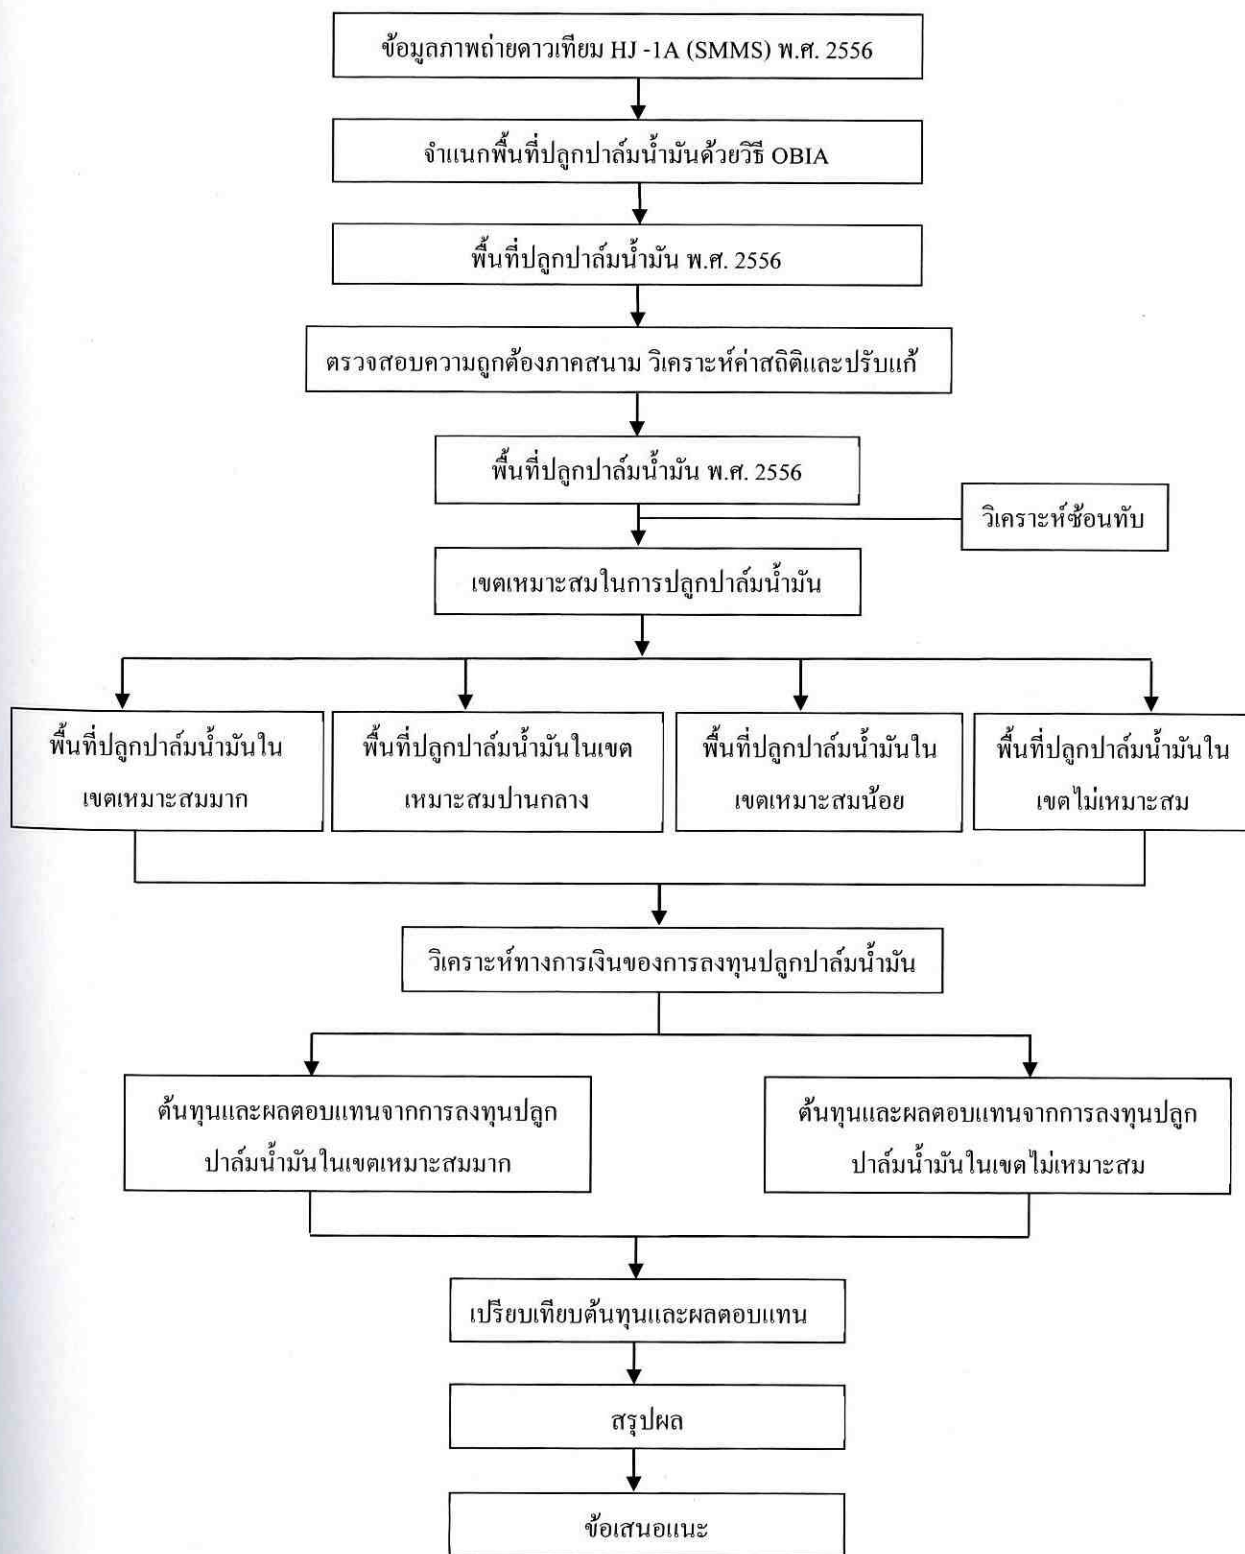 ข้อมูลภาพถ่ายดาวเทียม HJ -1A (SMMS) พ.ศ. 2556
จำแนกพื้นที่ปลูกปาล์มน้ำมันด้วยวิธี OBIA
พื้นที่ปลูกปาล์มน้ำมัน พ.ศ. 2556
ตรวจสอบความถูกต้องภาคสนาม วิเคราะห์ค่าสถิติและปรับแก้
พื้นที่ปลูกปาล์มน้ำมัน พ.ศ. 2556
วิเคราะห์ซ้อนทับ
เขตเหมาะสมในการปลูกปาล์มน้ำมัน
พื้นที่ปลูกปาล์มน้ำมันใน
เขตเหมาะสมมาก
พื้นที่ปลูกปาล์มน้ำมันในเขต
เหมาะสมปานกลาง
พื้นที่ปลูกปาล์มน้ำมันใน
เขตเหมาะสมน้อย
พื้นที่ปลูกปาล์มน้ำมันใน
เขตไม่เหมาะสม
วิเคราะห์ทางการเงินของการลงทุนปลูกปาล์มน้ำมัน
ต้นทุนและผลตอบแทนจากการลงทุนปลูก
ปาล์มน้ำมันในเขตเหมาะสมมาก
ต้นทุนและผลตอบแทนจากการลงทุนปลูก
ปาล์มน้ำมันในเขตไม่เหมาะสม
เปรียบเทียบต้นทุนและผลตอบแทน
สรุปผล
ข้อเสนอแนะ